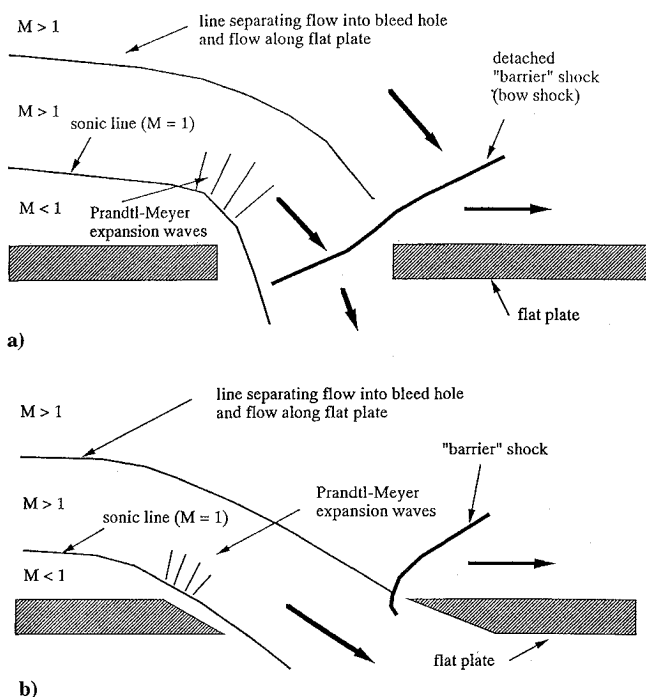 M > 1
line separating flow into bleed hole
and flow along flat plate
detached
"barrier" shock
(bow shock)
M > 1
sonic line (M = 1)
M < 1
Prandtl-Meyer
expansion waves
flat plate
a)
M > 1
line separating flow into bleed hole
and flow along flat plate
"barrier" shock
M > 1
Prandtl-Meyer
expansion waves
sonic line (M = 1)
M < 1
flat plate
b)